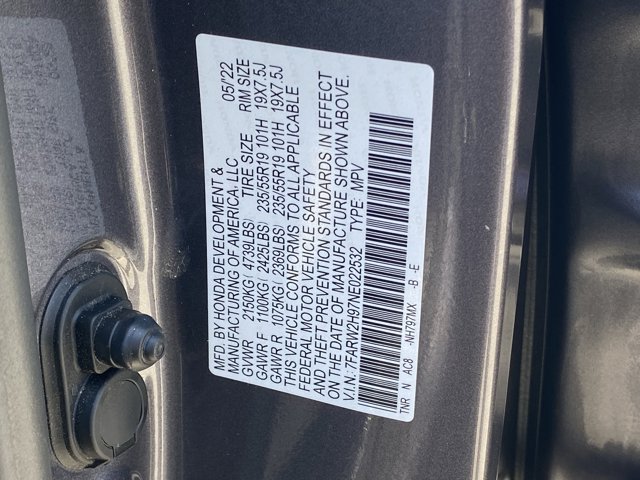 MFD. BY HONDA DEVELOPMENT &
MANUFACTURING OF AMERICA, LLC 05/'22
GVWR 2150KG( 4739LBS) TIRE SIZE RIM SIZE
GAWR F 1100KG( 2425LBS) 235/55R19 101H 19X7.5J
GAWR R 1075KG( 2369LBS) 235/55R19 101H 19X7.5J
THIS VEHICLE CONFORMS TO ALL APPLICABLE
FEDERAL MOTOR VEHICLE SAFETY
AND THEFT PREVENTION STANDARDS IN EFFECT
ON THE DATE OF MANUFACTURE SHOWN ABOVE.
V.I.N: 7FARW2H97NE022532 TYPE: MPV
TNR N AC8 -NH797MX -B -E